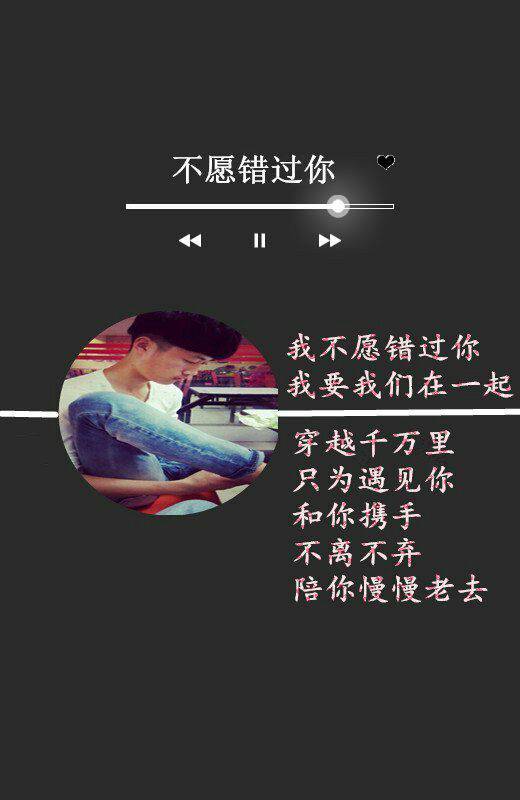 不愿错过你
我不愿错过你
我要我们在一起
穿越千万里
只为遇见你
和你携手
不离不弃
陪你慢慢老去